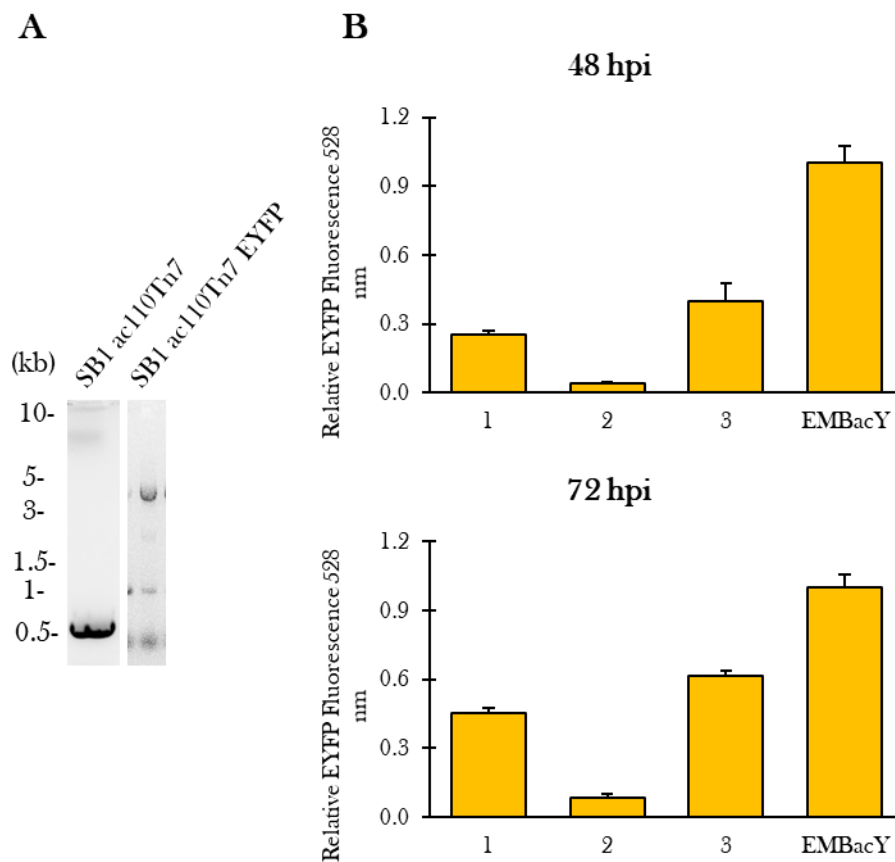 A
SB1 ac110Tn7
SB1 ac110Tn7 EYFP
(kb)
10-
5-
3-
1.5-
1-
0.5-
B
48 hpi
Relative EYFP Fluorescence 528
nm
1.2
0.9
0.6
0.3
0.0
1 2 3 EMBacY
72 hpi
Relative EYFP Fluorescence 528
nm
1.2
0.9
0.6
0.3
0.0
1 2 3 EMBacY